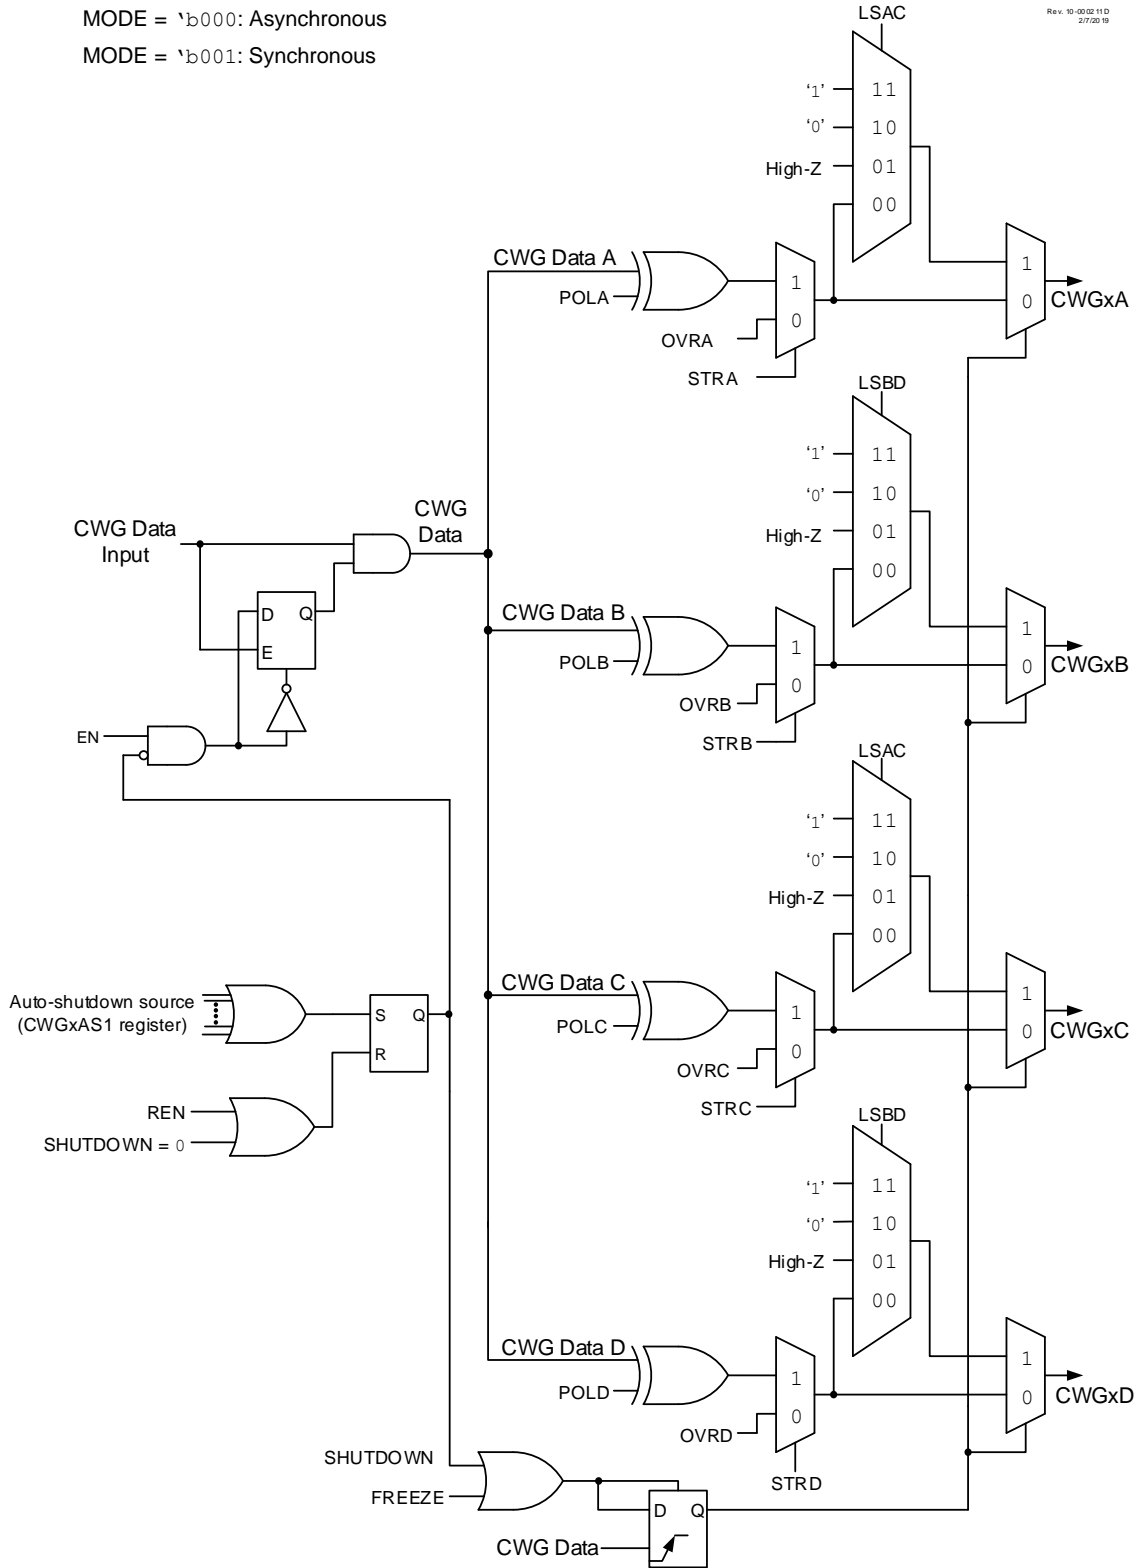 MODE = ‘b000: Asynchronous
MODE = ‘b001: Synchronous
Rev. 10-000211D
2/7/2019
LSAC
‘1’
11
‘0’
10
High-Z
01
00
CWG Data A
POLA
1
0
OVRA
STRA
1
0
CWGxA
LSBD
‘1’
11
‘0’
10
High-Z
01
00
CWG Data
Input
CWG
Data
D
Q
E
EN
CWG Data B
POLB
1
0
OVRB
STRB
1
0
CWGxB
LSAC
‘1’
11
‘0’
10
High-Z
01
00
CWG Data C
POLC
1
0
OVRC
STRC
1
0
CWGxC
Auto-shutdown source
(CWGxAS1 register)
S
Q
R
REN
SHUTDOWN = 0
LSBD
‘1’
11
‘0’
10
High-Z
01
00
CWG Data D
POLD
1
0
OVRD
STRD
1
0
CWGxD
SHUTDOWN
FREEZE
D
Q
CWG Data